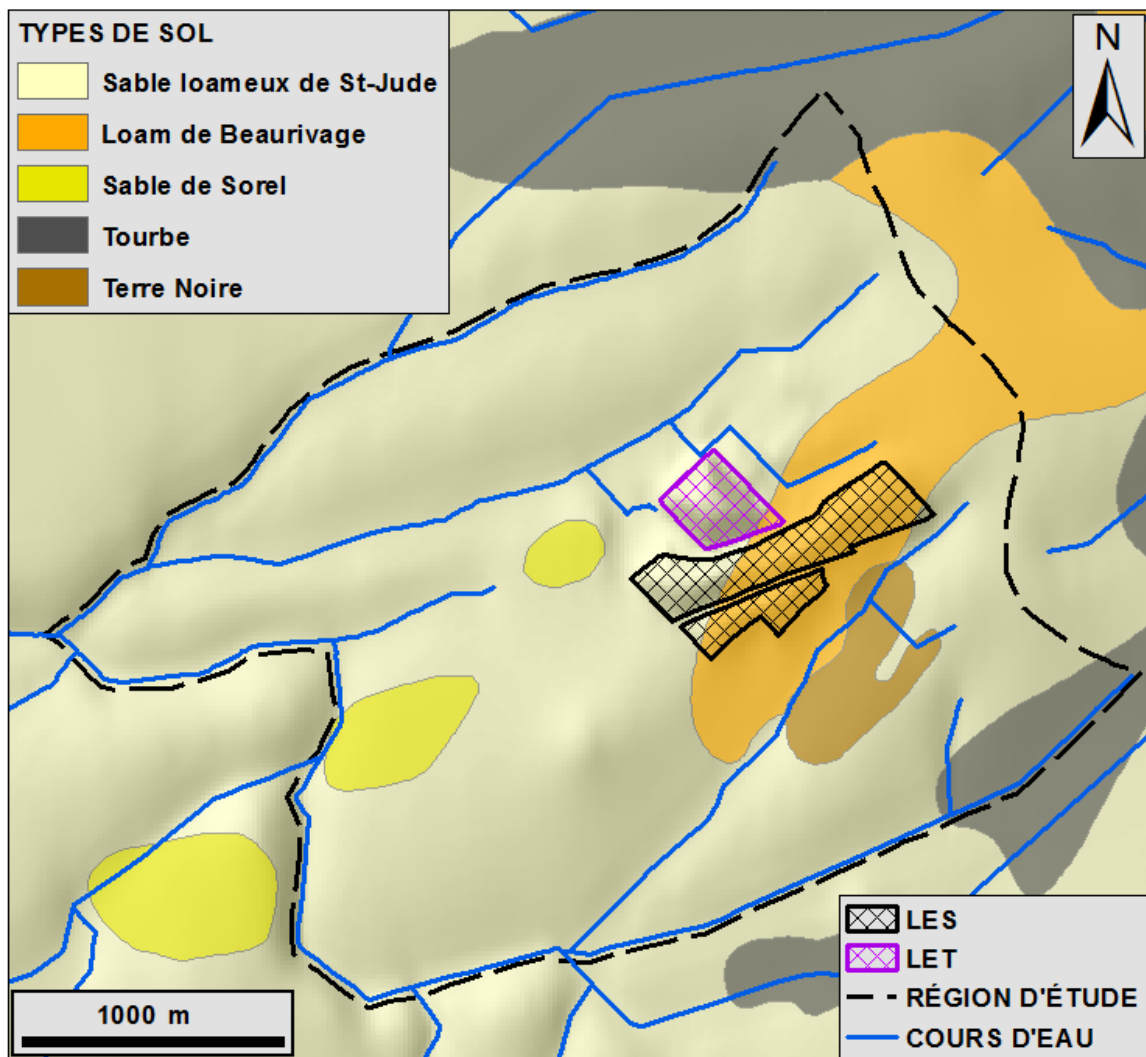 TYPES DE SOL
Sable loameux de St-Jude
Loam de Beaurivage
Sable de Sorel
Tourbe
Terre Noire
N
LES
LET
RÉGION D'ÉTUDE
COURS D'EAU
1000 m